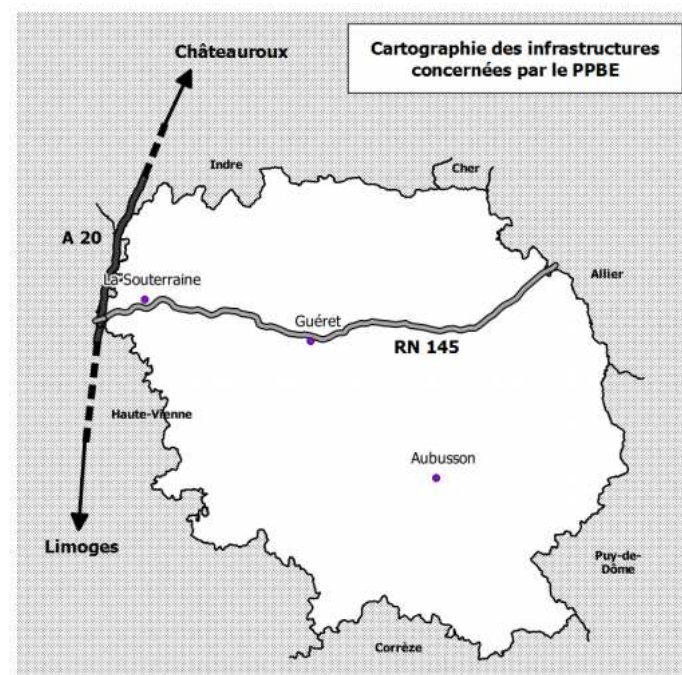 Châteauroux
Cartographie des infrastructures
concernées par le PPBE
Indre
Cher
A 20
Allier
La Souterraine
Guéret
RN 145
Haute-Vienne
Aubusson
Limoges
Puy-de-
Dôme
Corrèze